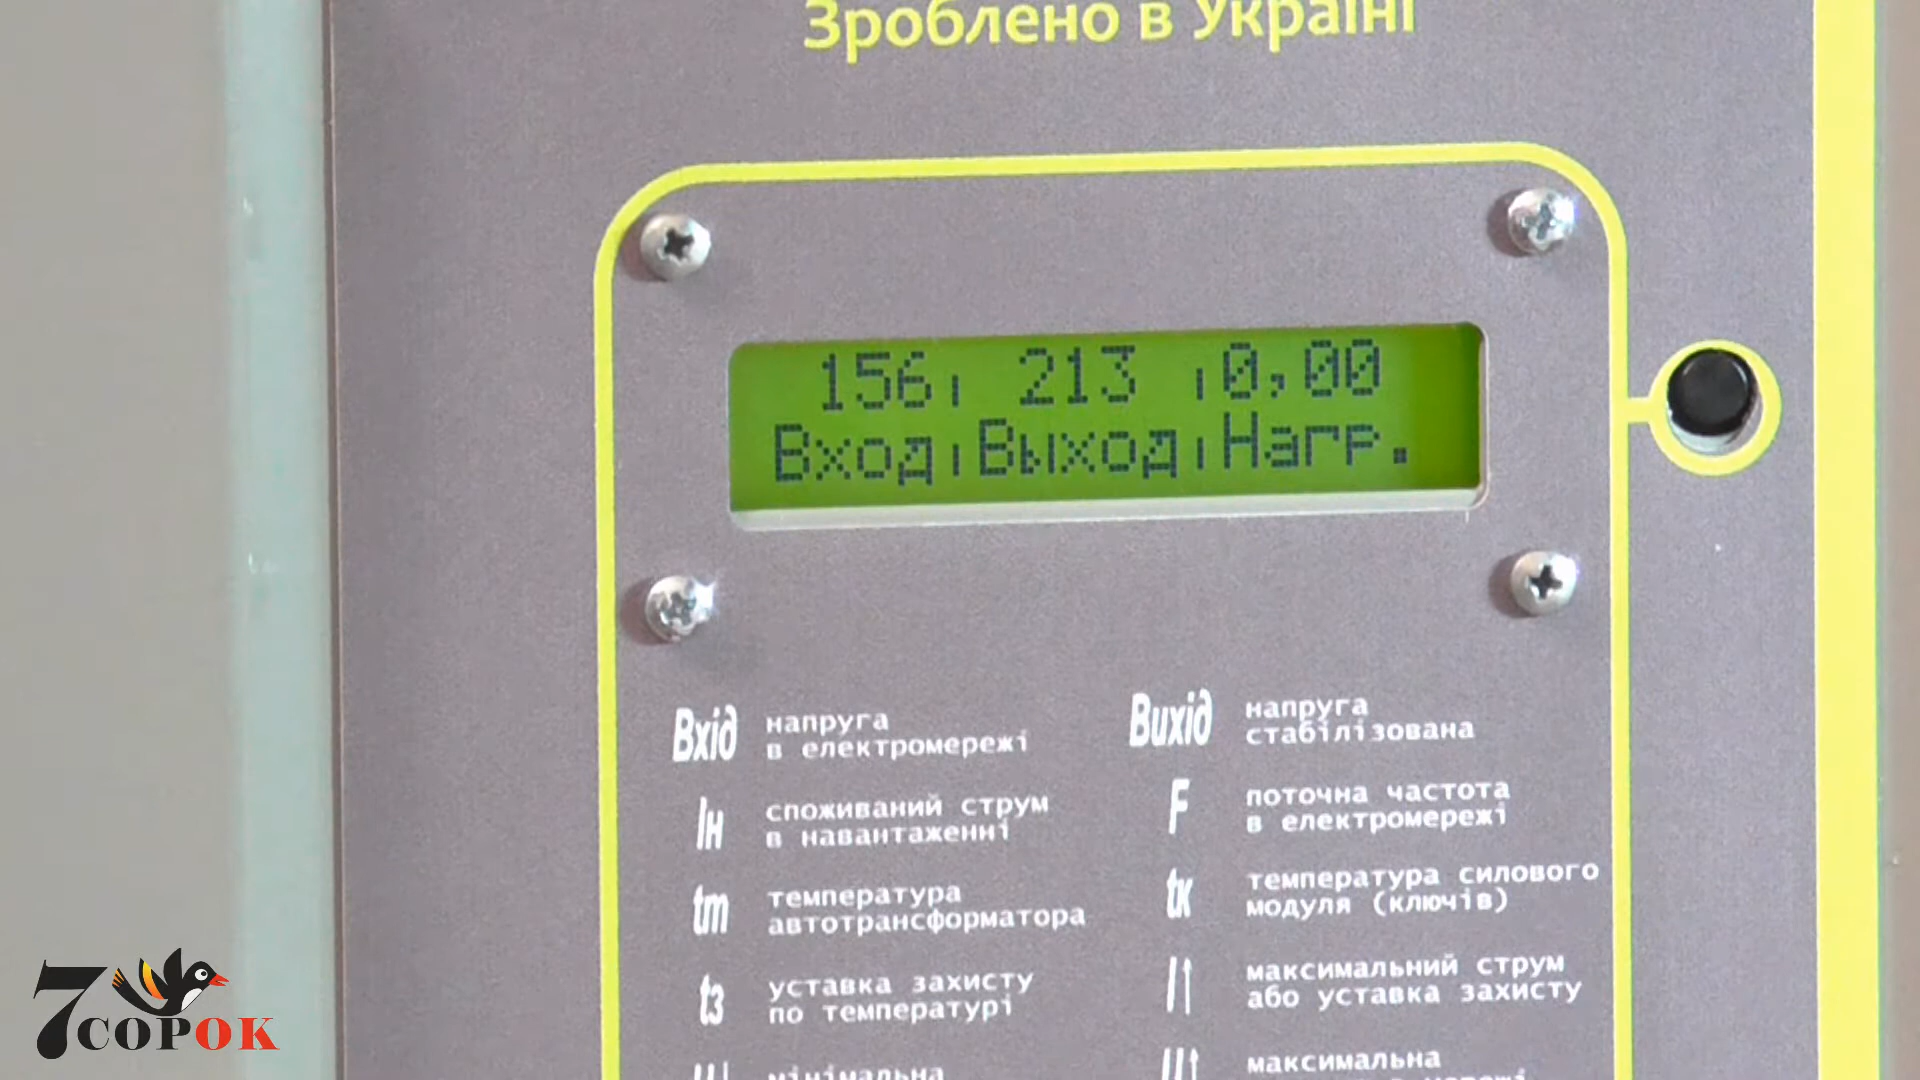 Зроблено в Україні
156 213 0,00
Вход Выход Нагр.
Вхід напруга в електромережі
Вихід напруга стабілізована
Ін споживаний струм в навантаженні
F поточна частота в електромережі
tm температура автотрансформатора
tк температура силового модуля (ключів)
tз уставка захисту по температурі
I↑ максимальний струм або уставка захисту
мінімальна
U↑ максимальна
7СОРОК